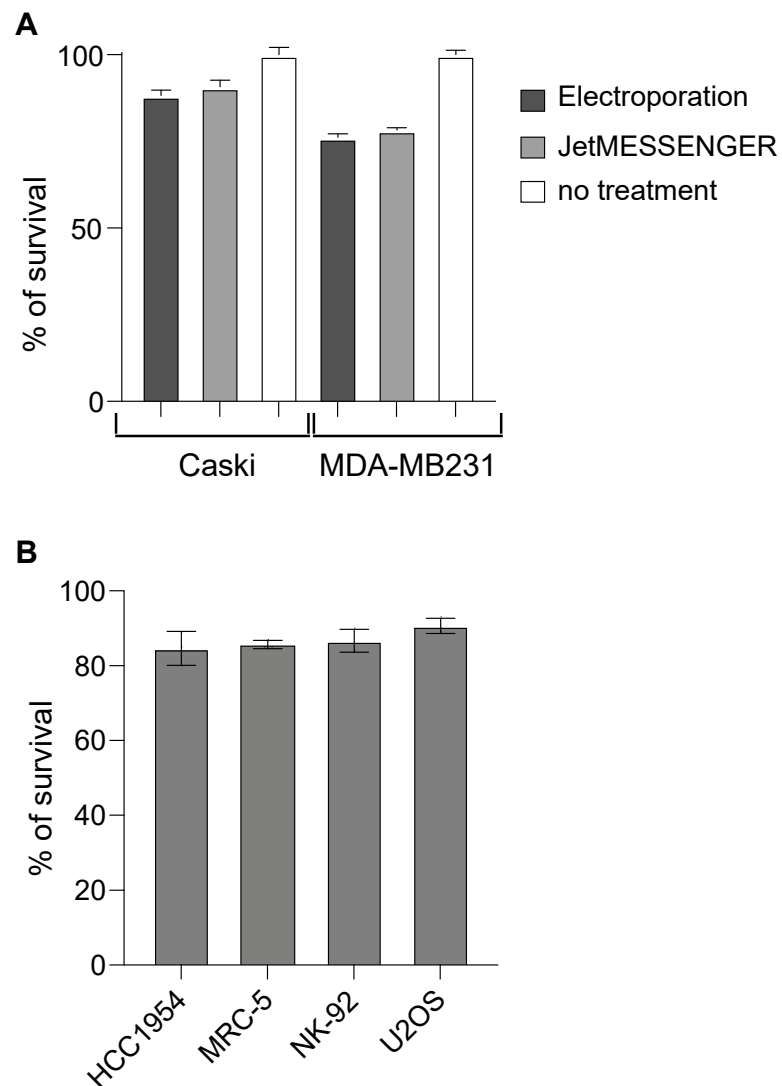 A
100
50
0
% of survival
Electroporation
JetMESSENGER
no treatment
Caski
MDA-MB231
B
100
80
60
40
20
0
% of survival
HCC1954
MRC-5
NK-92
U2OS